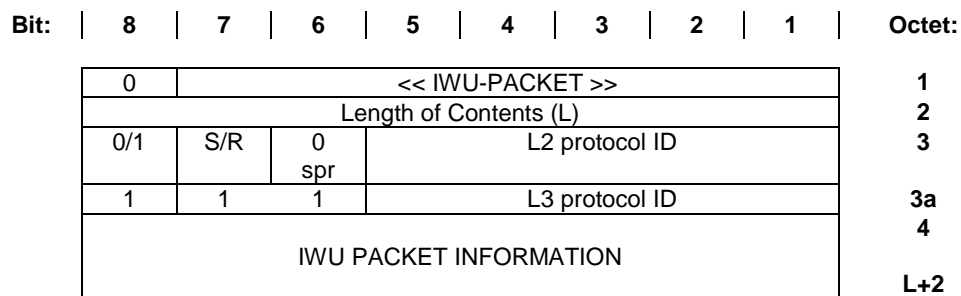 Bit: 8 7 6 5 4 3 2 1 Octet:
0 << IWU-PACKET >> 1
Length of Contents (L) 2
0/1 S/R 0 L2 protocol ID 3
spr
1 1 1 L3 protocol ID 3a
4
IWU PACKET INFORMATION
L+2